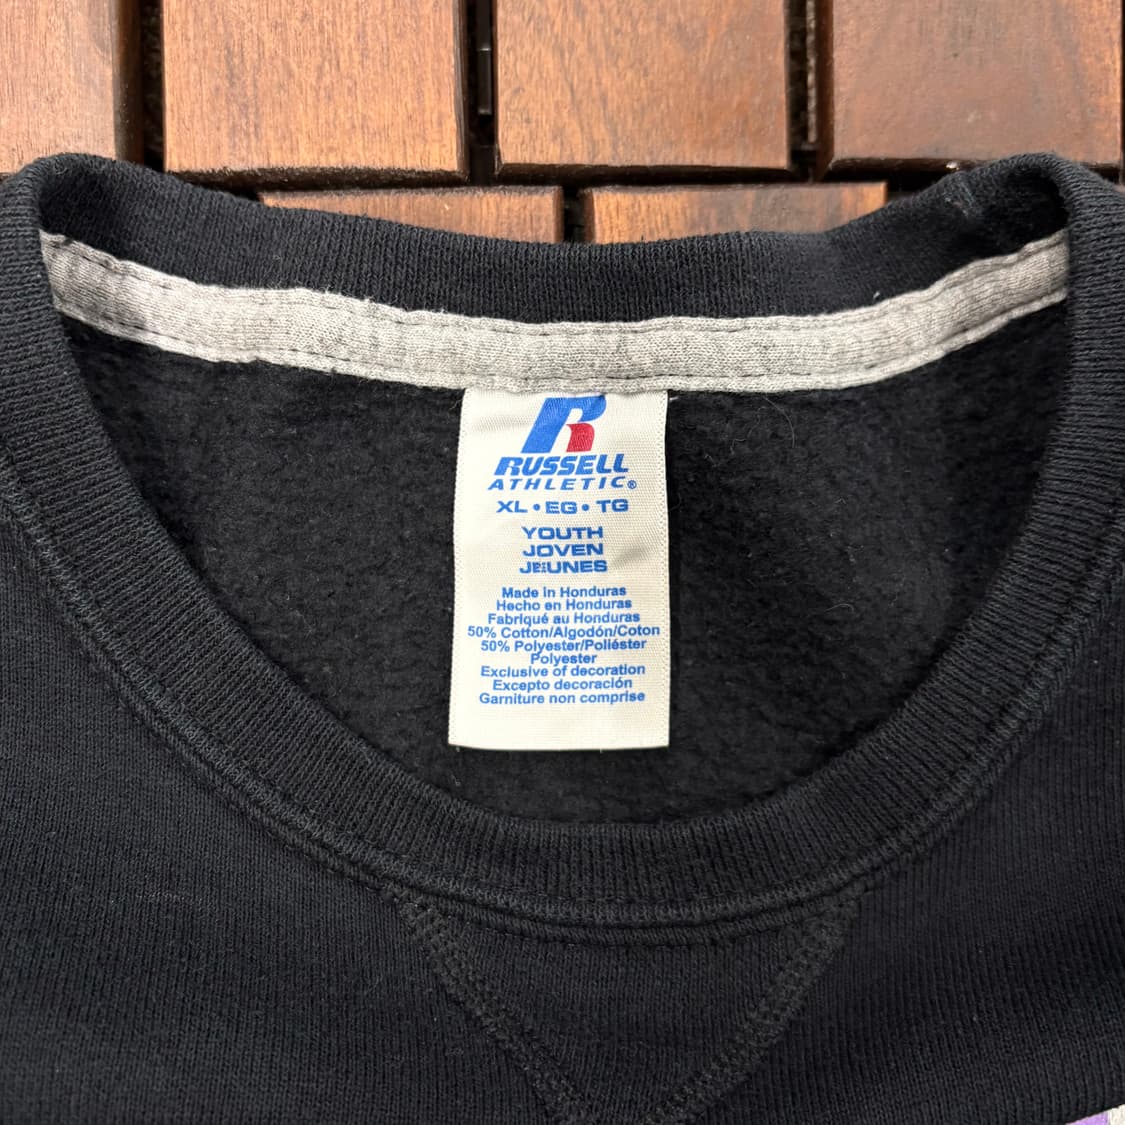 RUSSELL
ATHLETIC®
XL • EG • TG
YOUTH
JOVEN
JEUNES
Made in Honduras
Hecho en Honduras
Fabriqué au Honduras
50% Cotton/Algodón/Coton
50% Polyester/Poliéster
Polyester
Exclusive of decoration
Excepto decoración
Garniture non comprise